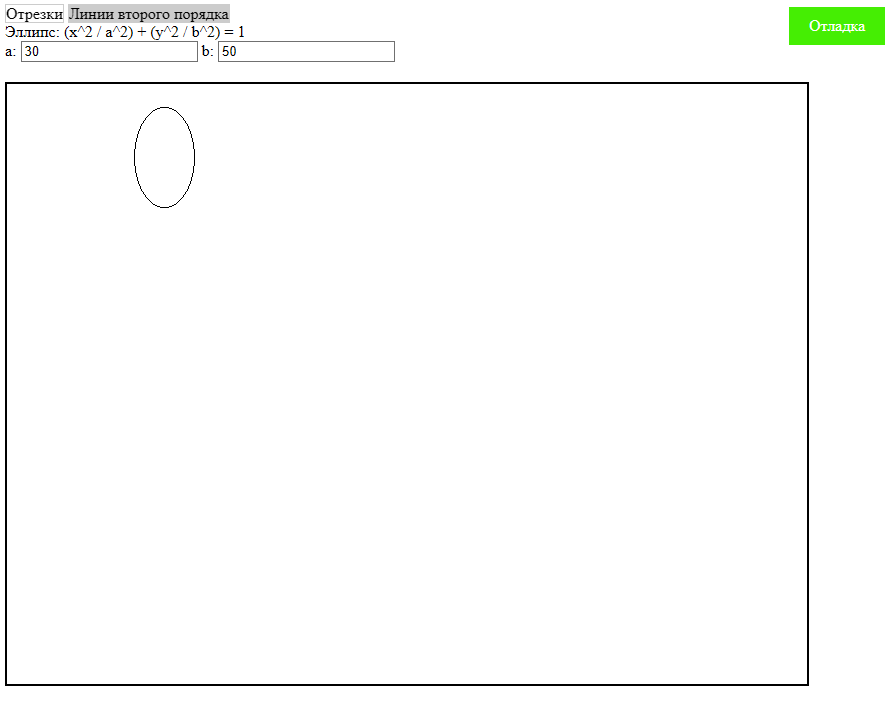 Отрезки Линии второго порядка
Отладка
Эллипс: (x^2 / a^2) + (y^2 / b^2) = 1
a: 30 b: 50